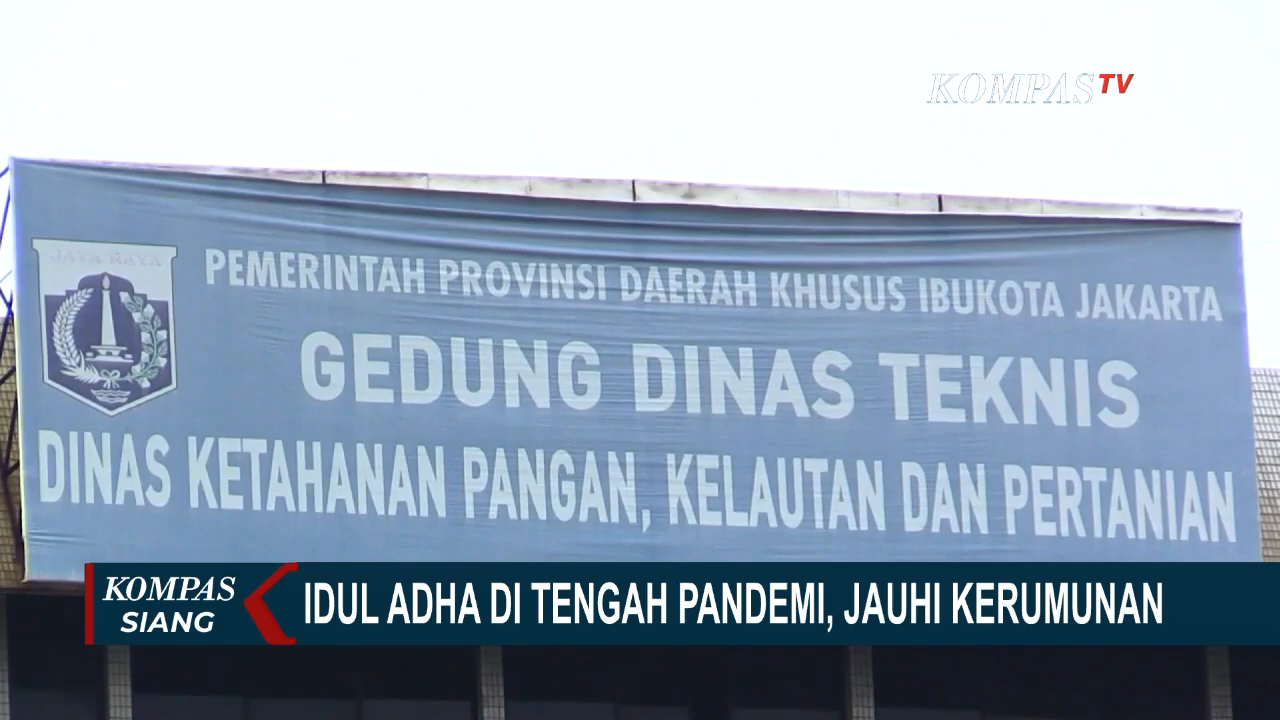 KOMPAS TV
JAYA RAYA
PEMERINTAH PROVINSI DAERAH KHUSUS IBUKOTA JAKARTA
GEDUNG DINAS TEKNIS
DINAS KETAHANAN PANGAN, KELAUTAN DAN PERTANIAN
KOMPAS
SIANG
IDUL ADHA DI TENGAH PANDEMI, JAUHI KERUMUNAN